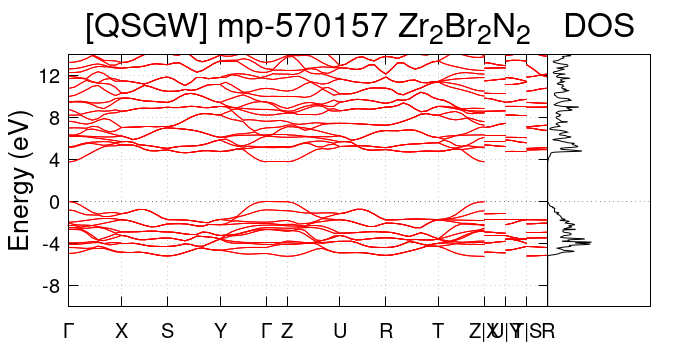 [QSGW] mp-570157 Zr₂Br₂N₂ DOS
Energy (eV)
12
8
4
0
-4
-8
Γ X S Y Γ Z U R T Z|X U|Y T|S R